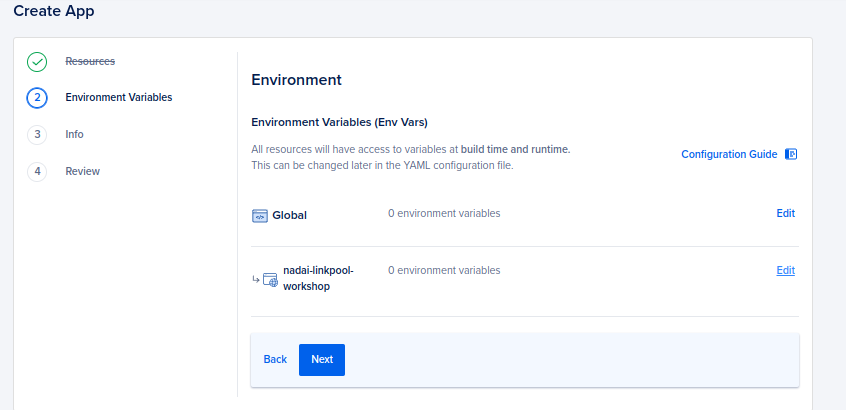 Create App
Resources
2 Environment Variables
3 Info
4 Review
Environment
Environment Variables (Env Vars)
All resources will have access to variables at build time and runtime.
This can be changed later in the YAML configuration file.
Configuration Guide
Global 0 environment variables Edit
nadai-linkpool- 0 environment variables Edit
workshop
Back Next